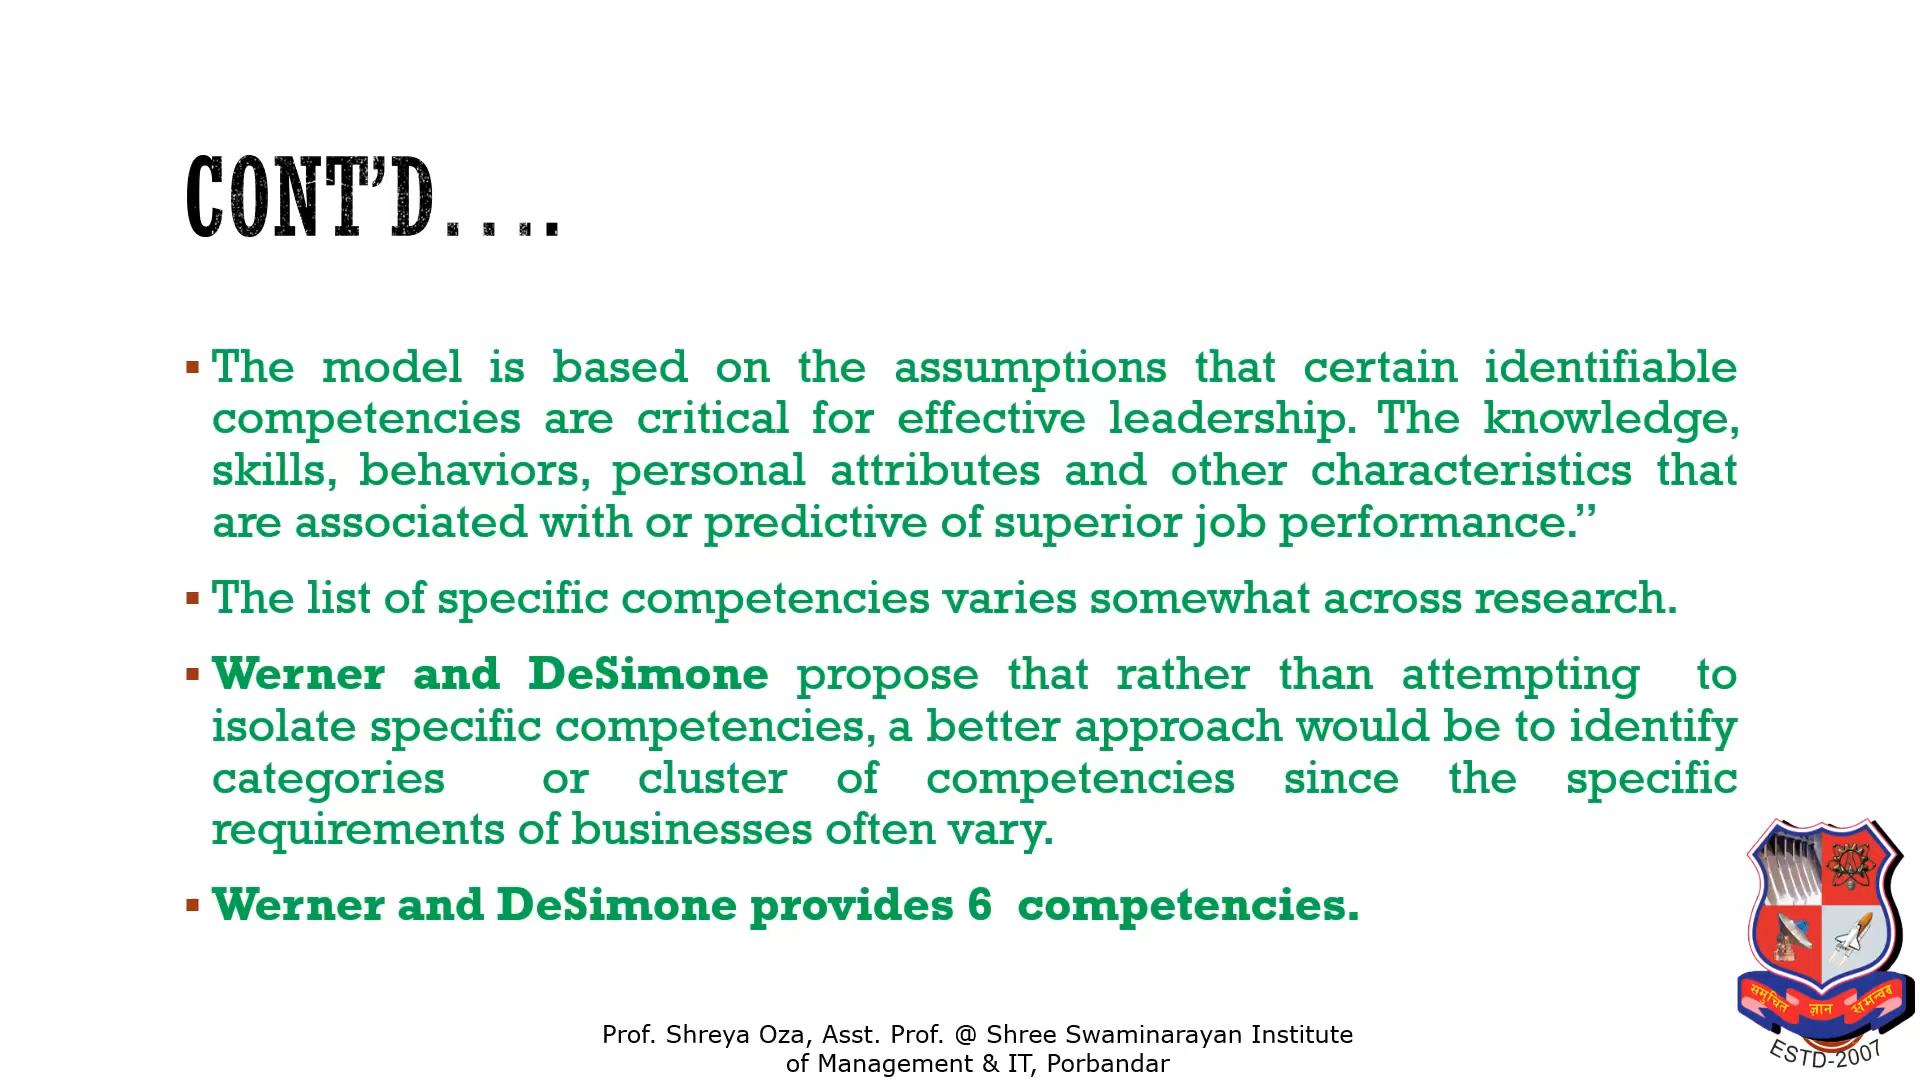 CONT’D….
▪ The model is based on the assumptions that certain identifiable
competencies are critical for effective leadership. The knowledge,
skills, behaviors, personal attributes and other characteristics that
are associated with or predictive of superior job performance.”
▪ The list of specific competencies varies somewhat across research.
▪ Werner and DeSimone propose that rather than attempting to
isolate specific competencies, a better approach would be to identify
categories or cluster of competencies since the specific
requirements of businesses often vary.
▪ Werner and DeSimone provides 6 competencies.
समुचित ज्ञान समन्वय
ESTD-2007
Prof. Shreya Oza, Asst. Prof. @ Shree Swaminarayan Institute
of Management & IT, Porbandar